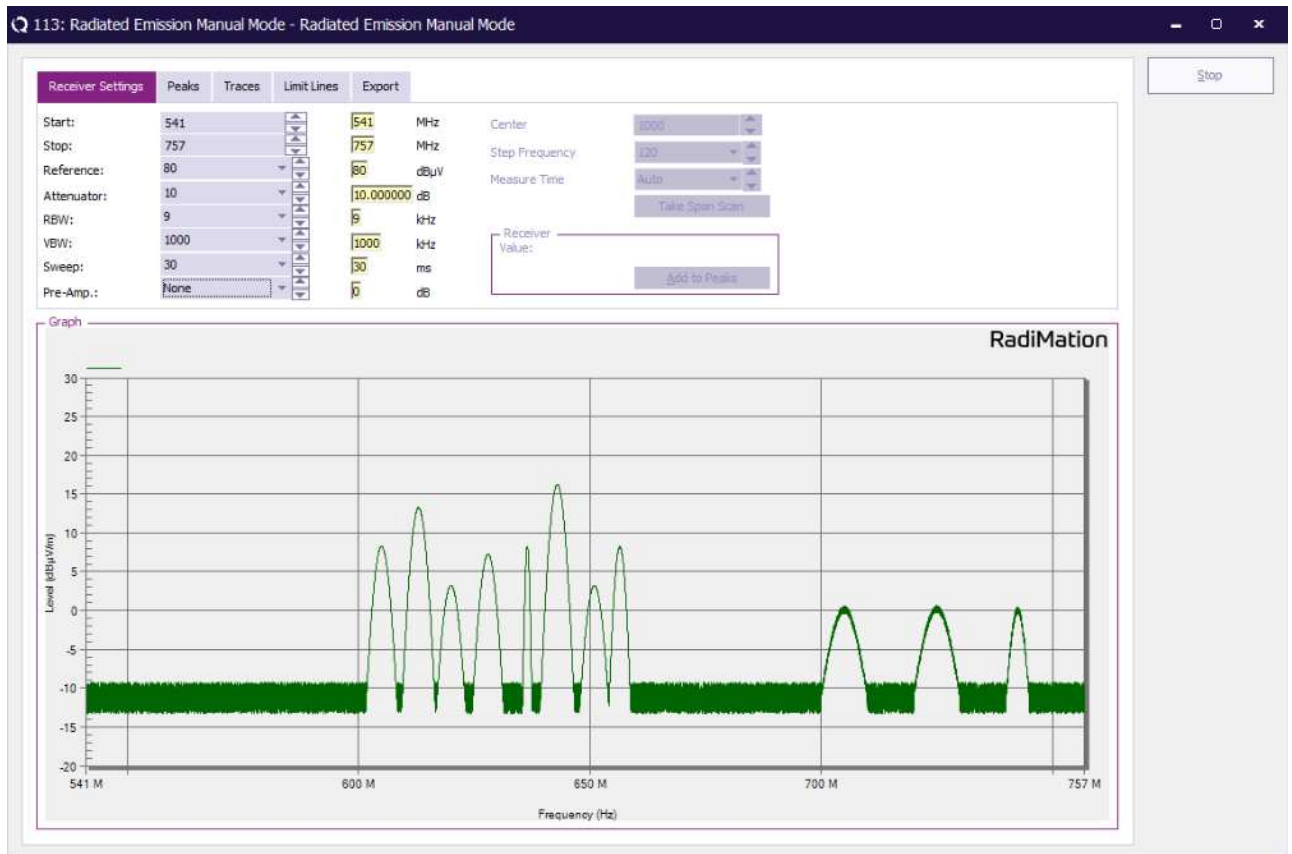 113: Radiated Emission Manual Mode - Radiated Emission Manual Mode
Stop
Receiver Settings Peaks Traces Limit Lines Export
Start: 541 541 MHz Center 1000
Stop: 757 757 MHz Step Frequency 120
Reference: 80 80 dBµV Measure Time Auto
Attenuator: 10 10.000000 dB Take Span Scan
RBW: 9 9 kHz Receiver
VBW: 1000 1000 kHz Value:
Sweep: 30 30 ms Add to Peaks
Pre-Amp.: None 0 dB
Graph
RadiMation
30
25
20
15
10
5
0
-5
-10
-15
-20
Level (dBµV/m)
541 M 600 M 650 M 700 M 757 M
Frequency (Hz)